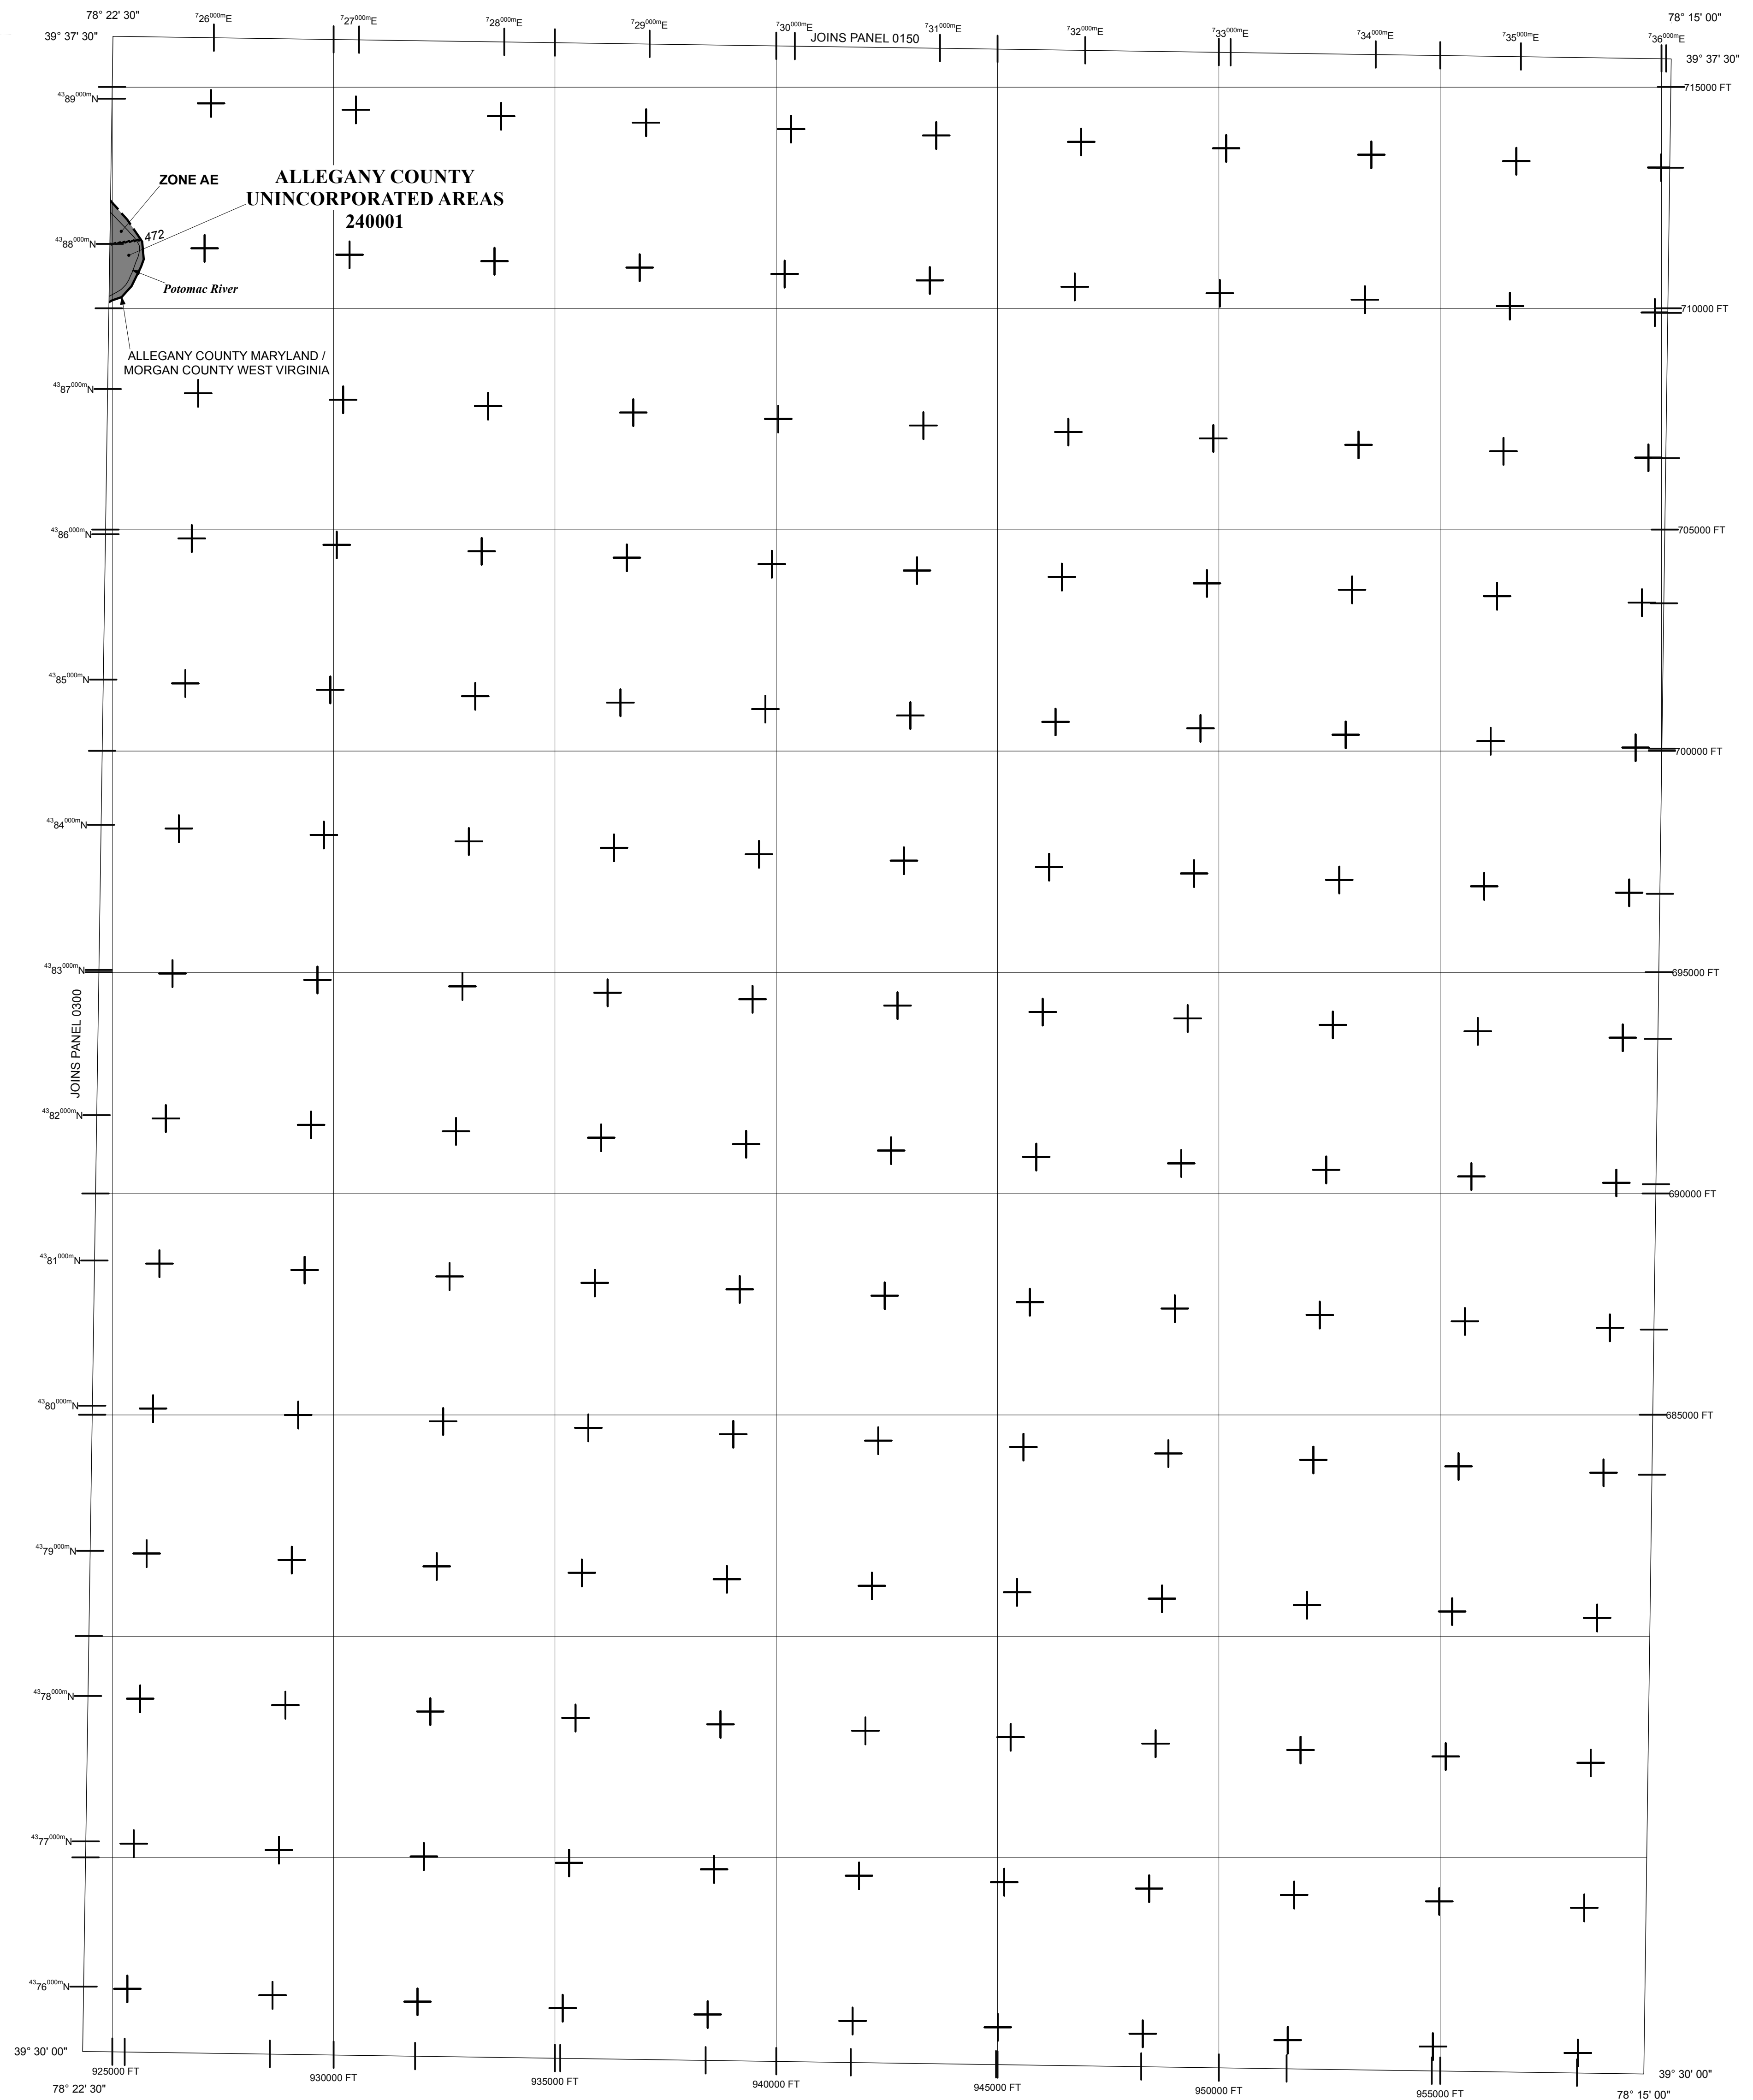 78° 22' 30"
⁷26⁰⁰⁰ᵐE
⁷27⁰⁰⁰ᵐE
⁷28⁰⁰⁰ᵐE
⁷29⁰⁰⁰ᵐE
⁷30⁰⁰⁰ᵐE
⁷31⁰⁰⁰ᵐE
⁷32⁰⁰⁰ᵐE
⁷33⁰⁰⁰ᵐE
⁷34⁰⁰⁰ᵐE
⁷35⁰⁰⁰ᵐE
⁷36⁰⁰⁰ᵐE
78° 15' 00"
39° 37' 30"
JOINS PANEL 0150
39° 37' 30"
715000 FT
⁴³89⁰⁰⁰ᵐN
ZONE AE
ALLEGANY COUNTY
UNINCORPORATED AREAS
240001
472
⁴³88⁰⁰⁰ᵐN
Potomac River
710000 FT
ALLEGANY COUNTY MARYLAND /
MORGAN COUNTY WEST VIRGINIA
⁴³87⁰⁰⁰ᵐN
705000 FT
⁴³86⁰⁰⁰ᵐN
⁴³85⁰⁰⁰ᵐN
700000 FT
⁴³84⁰⁰⁰ᵐN
⁴³83⁰⁰⁰ᵐN
695000 FT
JOINS PANEL 0300
⁴³82⁰⁰⁰ᵐN
690000 FT
⁴³81⁰⁰⁰ᵐN
⁴³80⁰⁰⁰ᵐN
685000 FT
⁴³79⁰⁰⁰ᵐN
⁴³78⁰⁰⁰ᵐN
⁴³77⁰⁰⁰ᵐN
⁴³76⁰⁰⁰ᵐN
39° 30' 00"
925000 FT
930000 FT
935000 FT
940000 FT
945000 FT
950000 FT
955000 FT
39° 30' 00"
78° 22' 30"
78° 15' 00"